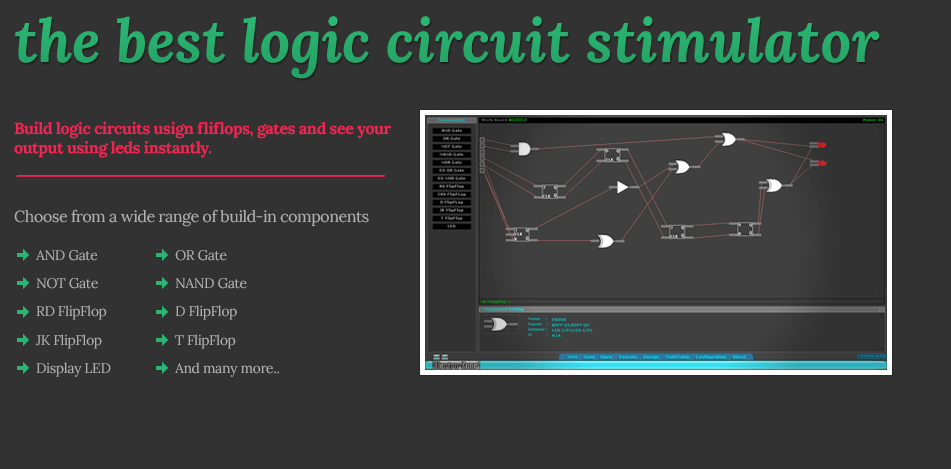 the best logic circuit stimulator
Build logic circuits usign fliflops, gates and see your
output using leds instantly.
Choose from a wide range of build-in components
AND Gate
OR Gate
NOT Gate
NAND Gate
RD FlipFlop
D FlipFlop
JK FlipFlop
T FlipFlop
Display LED
And many more..
AND Gate
OR Gate
NOT Gate
NAND Gate
NOR Gate
EX-OR Gate
EX-NOR Gate
RS FlipFlop
CRS FlipFlop
D FlipFlop
JK FlipFlop
T FlipFlop
LED